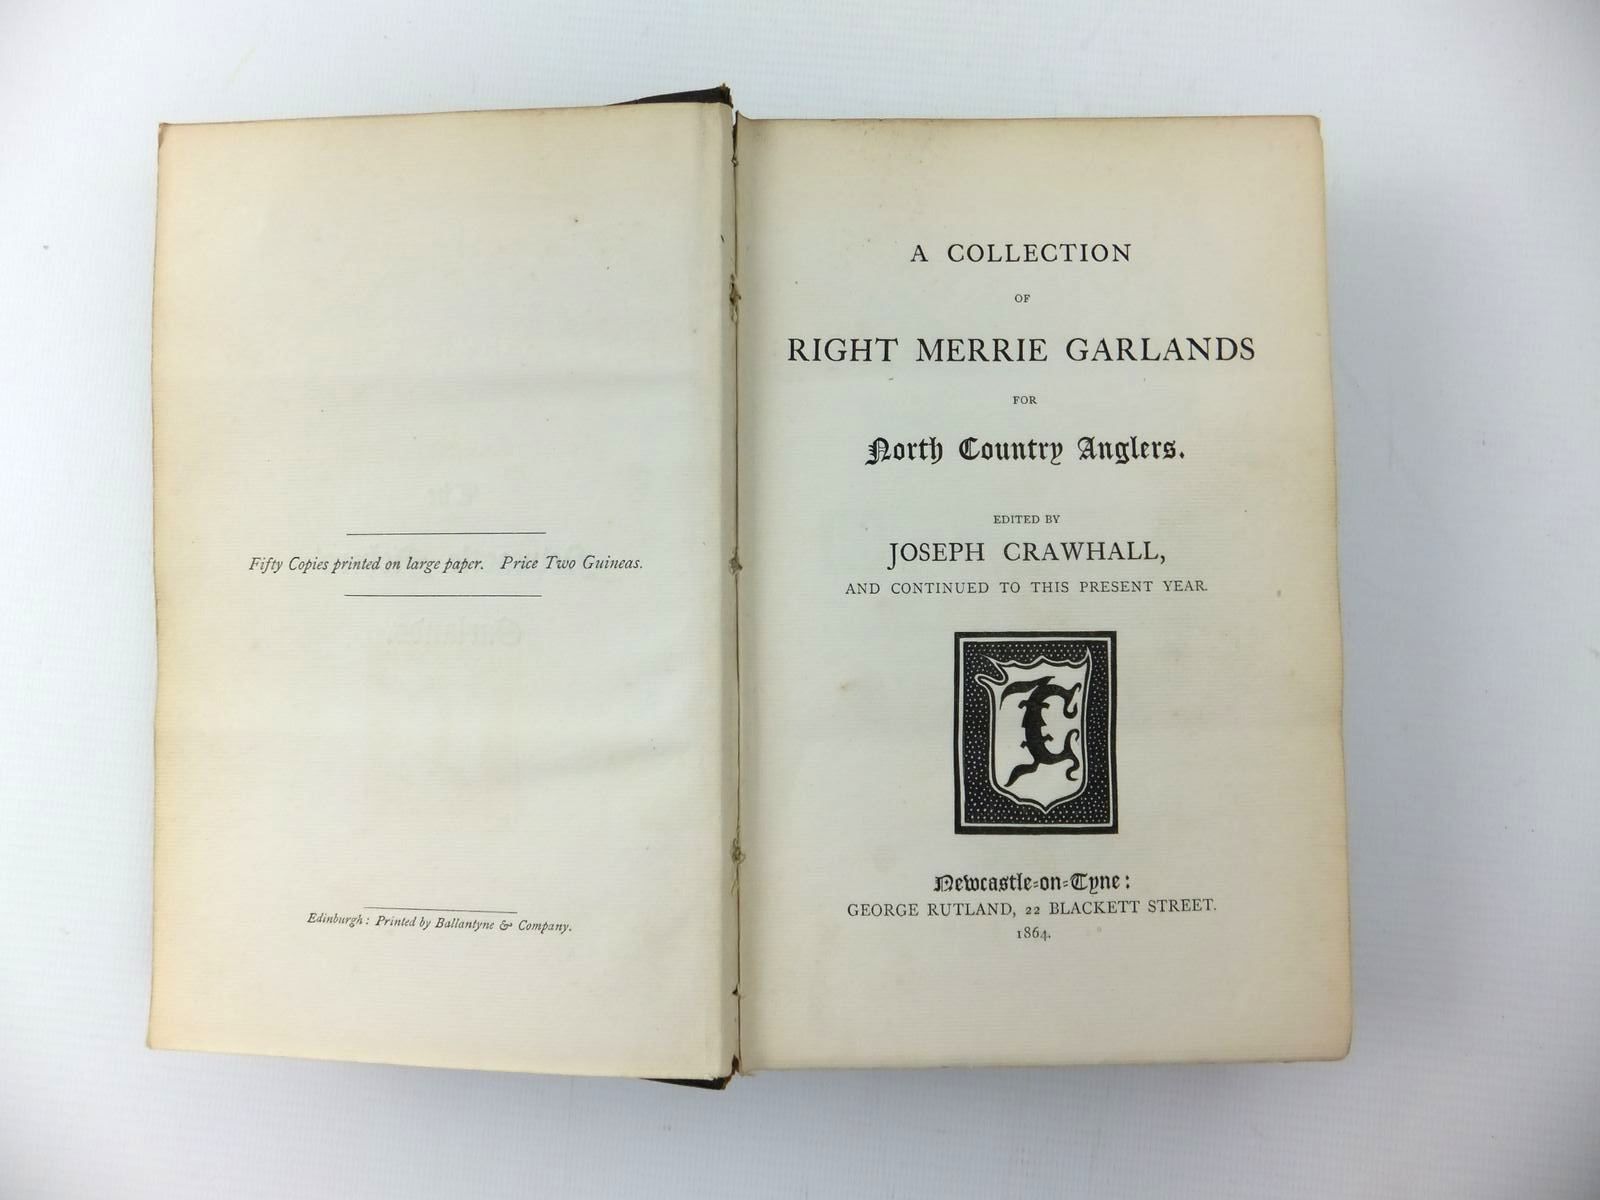 Fifty Copies printed on large paper. Price Two Guineas.
Edinburgh: Printed by Ballantyne & Company.
A COLLECTION
OF
RIGHT MERRIE GARLANDS
FOR
North Country Anglers.
EDITED BY
JOSEPH CRAWHALL,
AND CONTINUED TO THIS PRESENT YEAR.
Newcastle-on-Tyne:
GEORGE RUTLAND, 22 BLACKETT STREET.
1864.